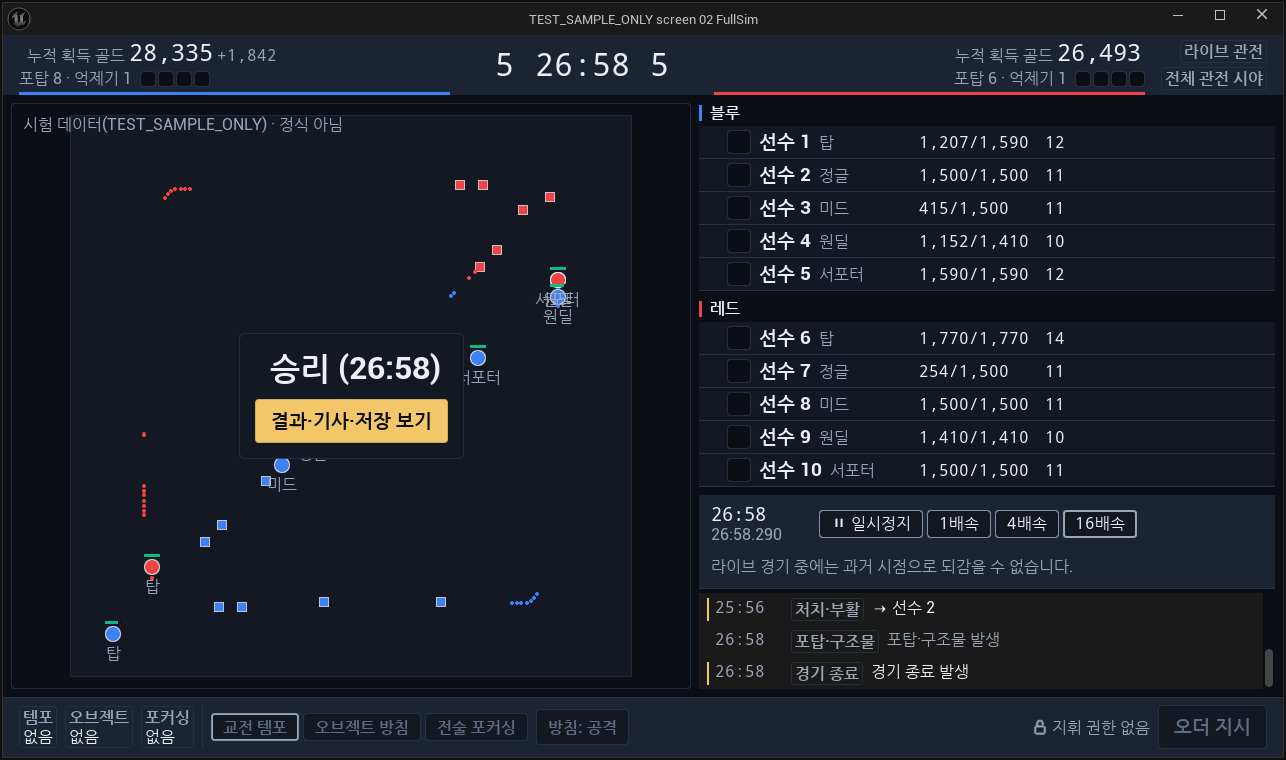 TEST_SAMPLE_ONLY screen 02 FullSim
누적 획득 골드 28,335 +1,842
포탑 8 · 억제기 1
5 26:58 5
누적 획득 골드 26,493
포탑 6 · 억제기 1
라이브 관전
전체 관전 시야
시험 데이터(TEST_SAMPLE_ONLY) · 정식 아님
원딜
서포터
승리 (26:58)
결과·기사·저장 보기
미드
탑
탑
블루
선수 1 탑 1,207/1,590 12
선수 2 정글 1,500/1,500 11
선수 3 미드 415/1,500 11
선수 4 원딜 1,152/1,410 10
선수 5 서포터 1,590/1,590 12
레드
선수 6 탑 1,770/1,770 14
선수 7 정글 254/1,500 11
선수 8 미드 1,500/1,500 11
선수 9 원딜 1,410/1,410 10
선수 10 서포터 1,500/1,500 11
26:58
26:58.290
일시정지 1배속 4배속 16배속
라이브 경기 중에는 과거 시점으로 되감을 수 없습니다.
25:56 처치·부활 → 선수 2
26:58 포탑·구조물 포탑·구조물 발생
26:58 경기 종료 경기 종료 발생
템포 없음
오브젝트 없음
포커싱 없음
교전 템포
오브젝트 방침
전술 포커싱
방침: 공격
지휘 권한 없음
오더 지시